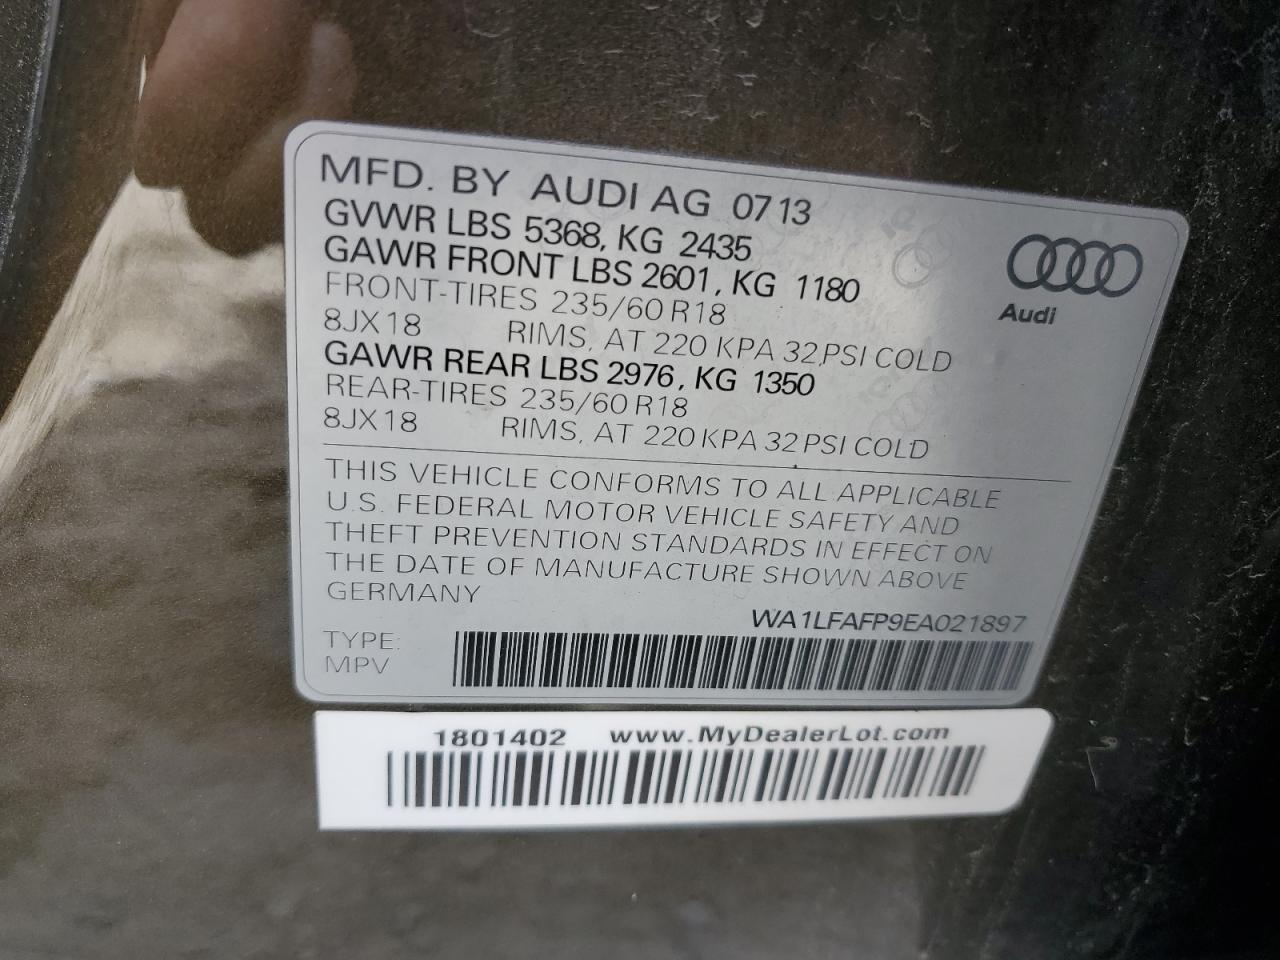 MFD. BY AUDI AG 0713
GVWR LBS 5368, KG 2435
GAWR FRONT LBS 2601, KG 1180
FRONT-TIRES 235/60 R18
8JX18 RIMS, AT 220 KPA 32 PSI COLD
GAWR REAR LBS 2976, KG 1350
REAR-TIRES 235/60 R18
8JX18 RIMS, AT 220 KPA 32 PSI COLD
Audi
THIS VEHICLE CONFORMS TO ALL APPLICABLE
U.S. FEDERAL MOTOR VEHICLE SAFETY AND
THEFT PREVENTION STANDARDS IN EFFECT ON
THE DATE OF MANUFACTURE SHOWN ABOVE
GERMANY
WA1LFAFP9EA021897
TYPE:
MPV
1801402 www.MyDealerLot.com